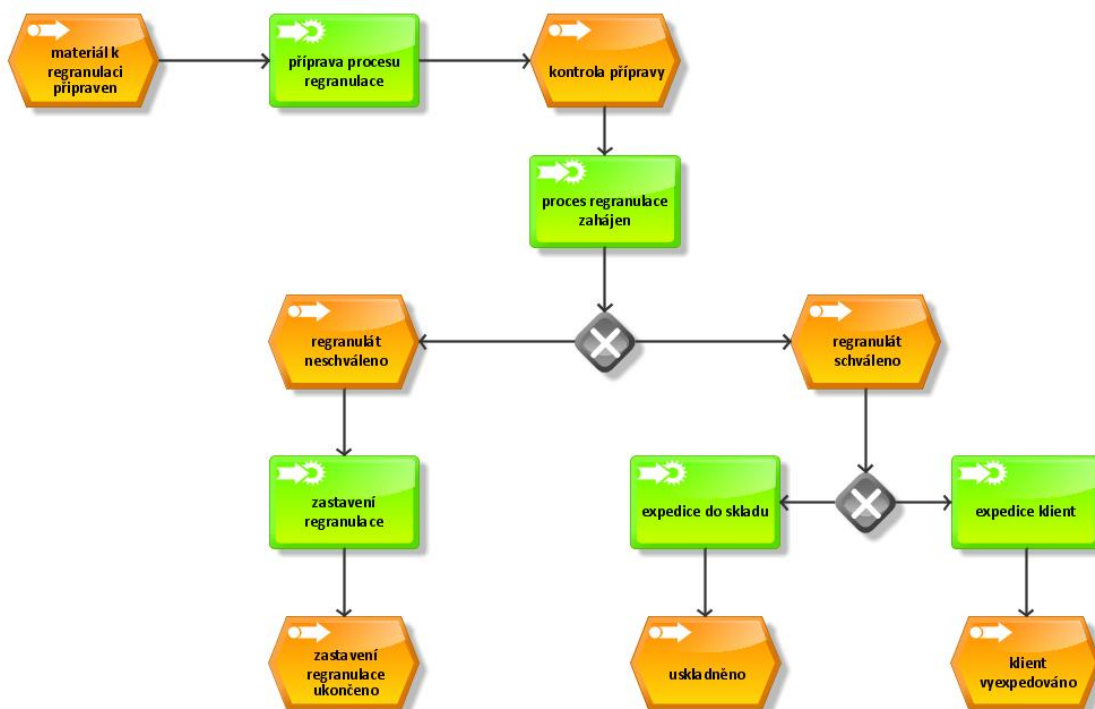 materiál k
regranulaci
připraven
příprava procesu
regranulace
kontrola přípravy
proces regranulace
zahájen
regranulát
neschváleno
regranulát
schváleno
zastavení
regranulace
expedice do skladu
expedice klient
zastavení
regranulace
ukončeno
uskladněno
klient
vyexpedováno